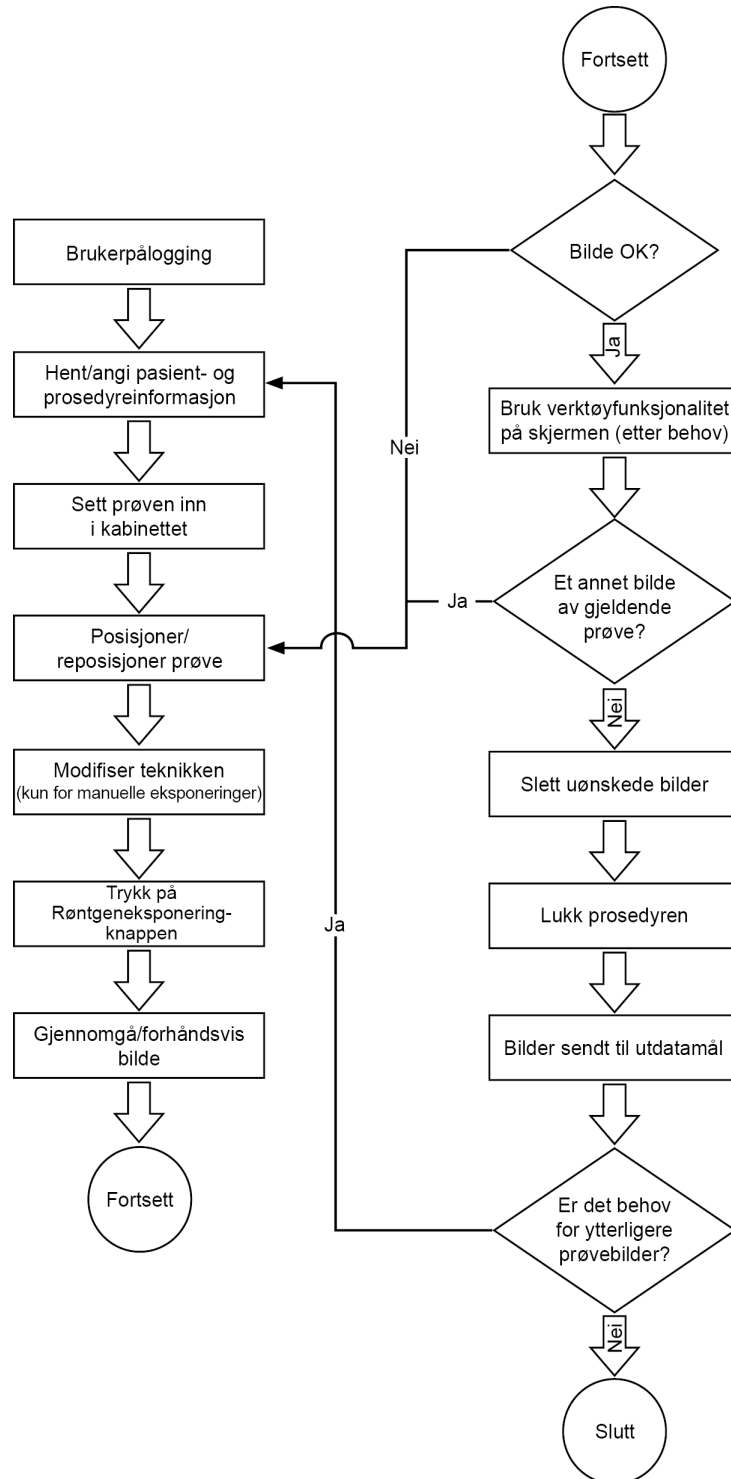 Brukerpålogging
Hent/angi pasient- og
prosedyreinformasjon
Sett prøven inn
i kabinettet
Posisjoner/
reposisjoner prøve
Modifiser teknikken
(kun for manuelle eksponeringer)
Trykk på
Røntgeneksponering-
knappen
Gjennomgå/forhåndsvis
bilde
Fortsett
Fortsett
Bilde OK?
Nei
Ja
Bruk verktøyfunksjonalitet
på skjermen (etter behov)
Et annet bilde
av gjeldende
prøve?
Ja
Nei
Slett uønskede bilder
Lukk prosedyren
Bilder sendt til utdatamål
Er det behov
for ytterligere
prøvebilder?
Ja
Nei
Slutt